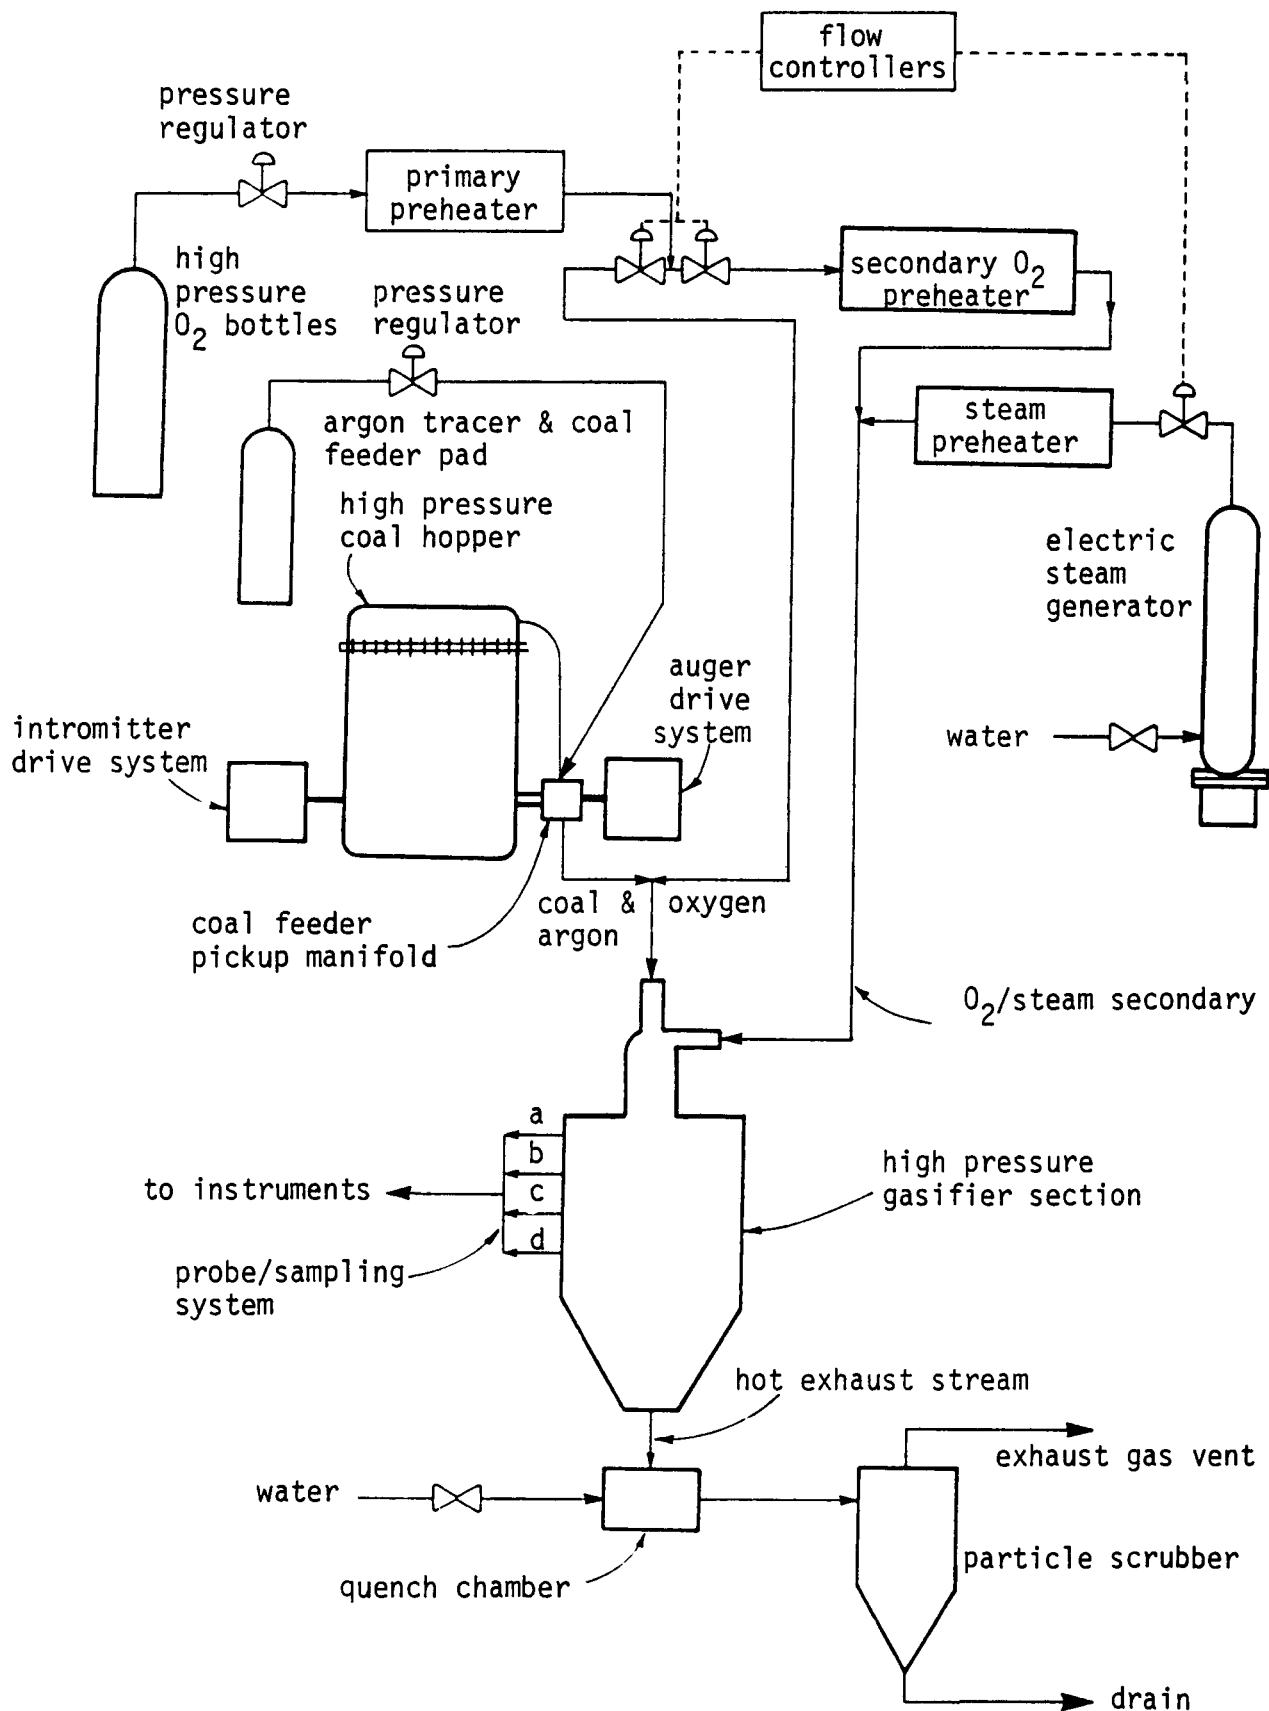 flow
controllers
pressure
regulator
primary
preheater
high
pressure
O2 bottles
pressure
regulator
secondary O2
preheater
argon tracer & coal
feeder pad
steam
preheater
high pressure
coal hopper
electric
steam
generator
auger
drive
system
intromitter
drive system
water
coal &
argon
oxygen
coal feeder
pickup manifold
O2/steam secondary
a
b
c
d
to instruments
high pressure
gasifier section
probe/sampling
system
hot exhaust stream
exhaust gas vent
water
particle scrubber
quench chamber
drain